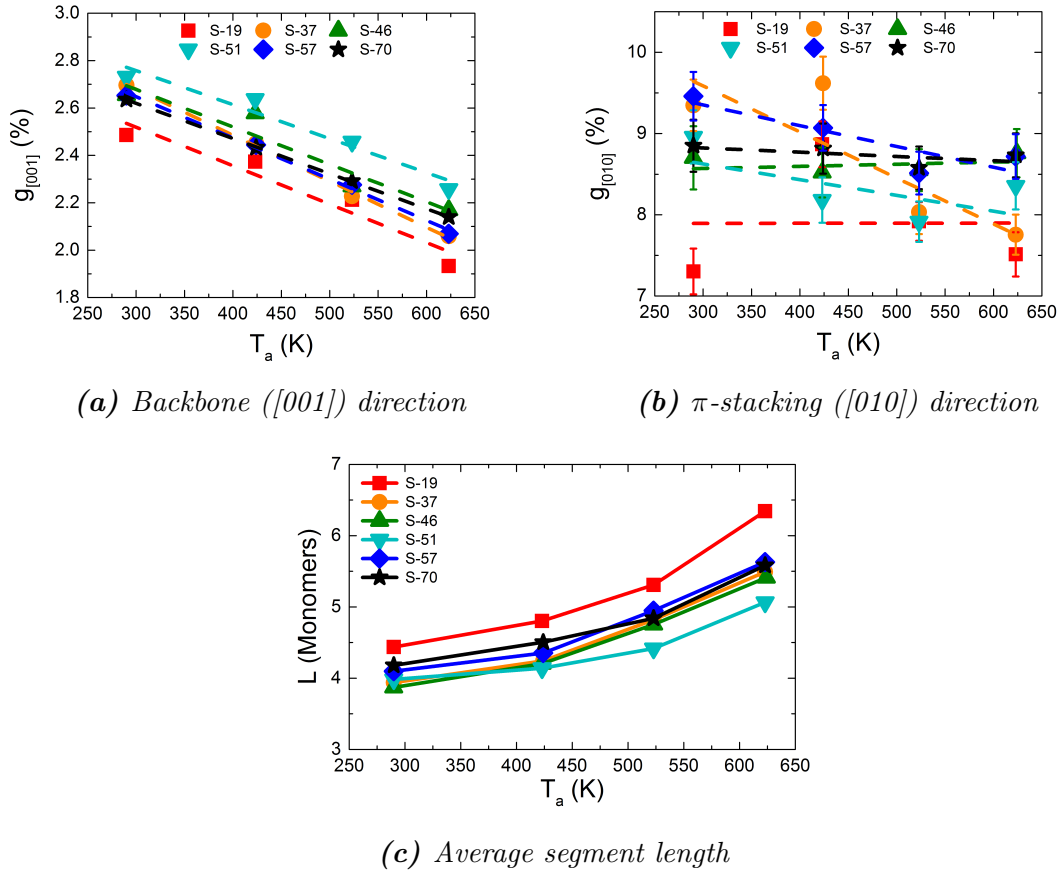 3.0
2.8
2.6
2.4
2.2
2.0
1.8
g[001] (%)
S-19 S-37 S-46
S-51 S-57 S-70
250 300 350 400 450 500 550 600 650
T_a (K)
(a) Backbone ([001]) direction
10
9
8
7
g[010] (%)
S-19 S-37 S-46
S-51 S-57 S-70
250 300 350 400 450 500 550 600 650
T_a (K)
(b) π-stacking ([010]) direction
7
6
5
4
3
L (Monomers)
S-19
S-37
S-46
S-51
S-57
S-70
250 300 350 400 450 500 550 600 650
T_a (K)
(c) Average segment length